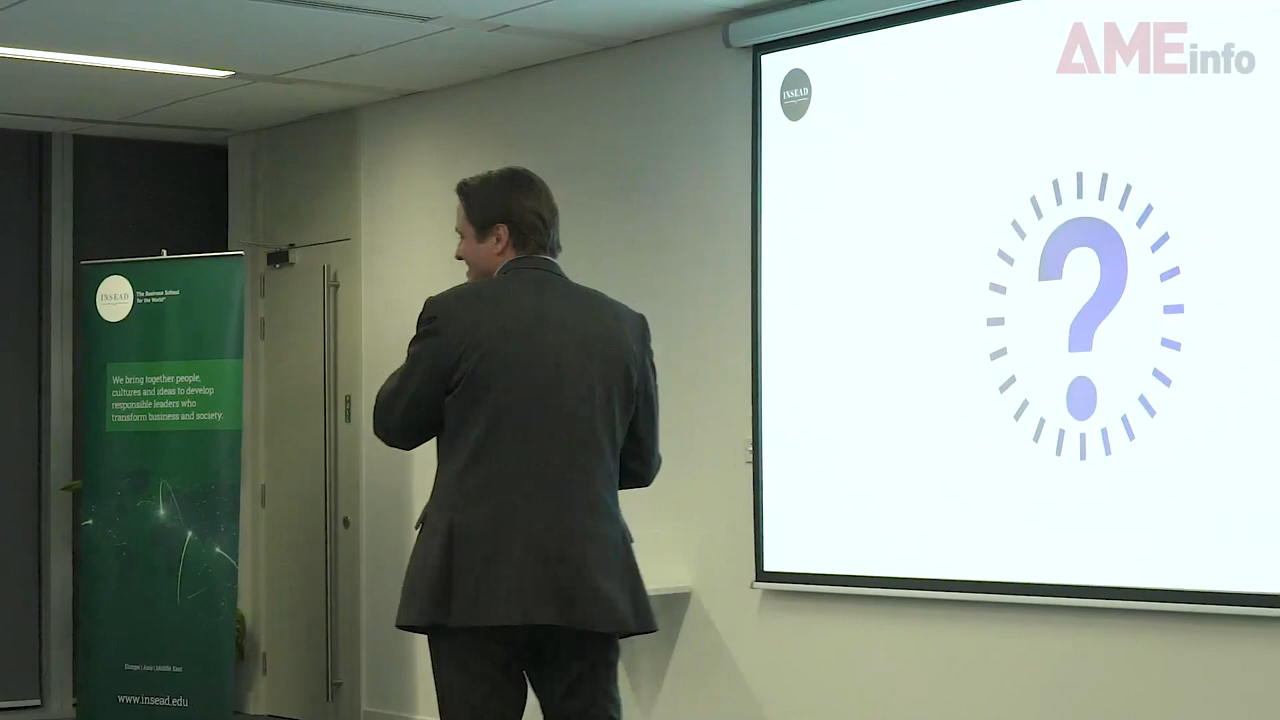 AMEinfo
INSEAD
?
INSEAD
The Business School
for the World®
We bring together people,
cultures and ideas to develop
responsible leaders who
transform business and society.
Europe | Asia | Middle East
www.insead.edu